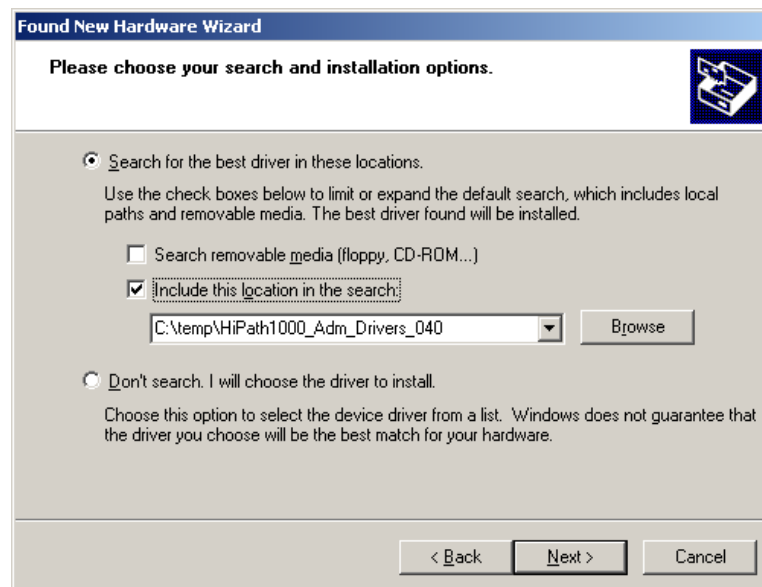 Found New Hardware Wizard
Please choose your search and installation options.
Search for the best driver in these locations.
Use the check boxes below to limit or expand the default search, which includes local
paths and removable media. The best driver found will be installed.
Search removable media (floppy, CD-ROM...)
Include this location in the search:
C:\temp\HiPath1000_Adm_Drivers_040
Browse
Don't search. I will choose the driver to install.
Choose this option to select the device driver from a list. Windows does not guarantee that
the driver you choose will be the best match for your hardware.
< Back
Next >
Cancel